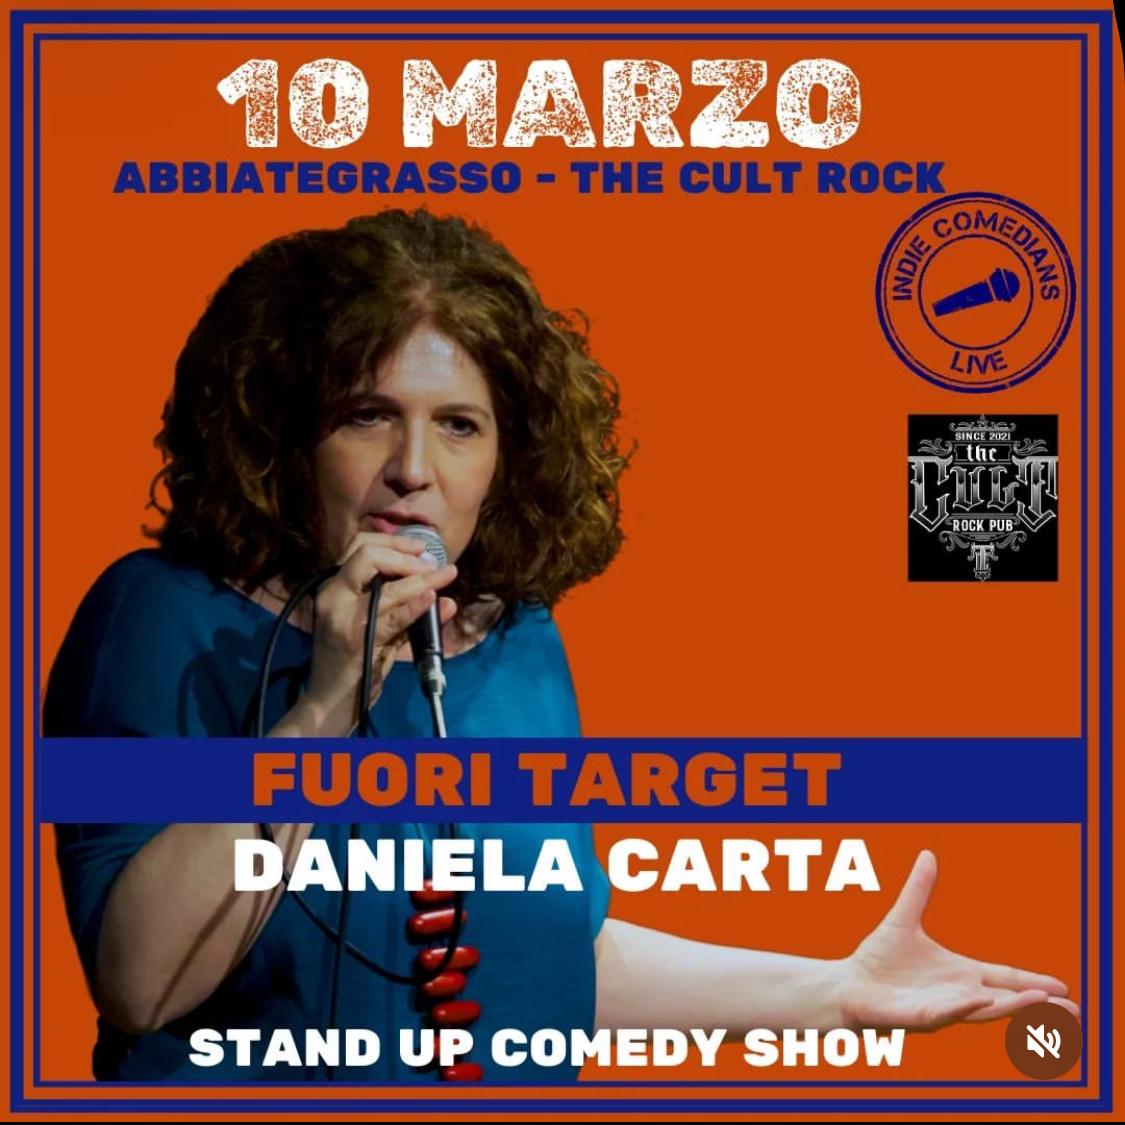 10 MARZO
ABBIATEGRASSO - THE CULT ROCK
INDIE COMEDIANS
LIVE
SINCE 2021
the
CULT
ROCK PUB
FUORI TARGET
DANIELA CARTA
STAND UP COMEDY SHOW